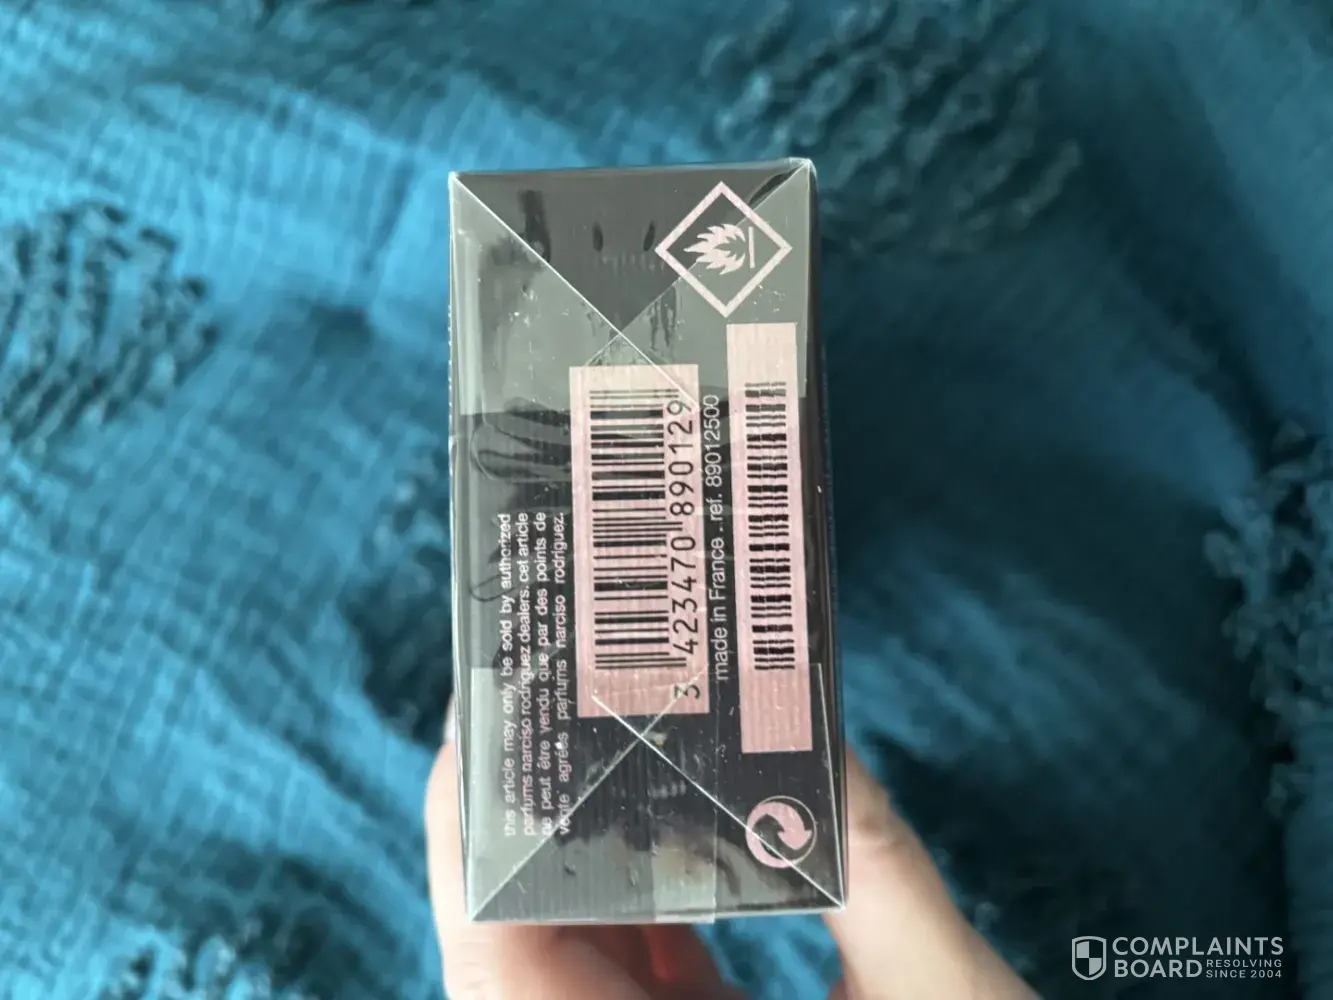 this article may only be sold by authorized
parfums narciso rodriguez dealers. cet article
ne peut être vendu que par des points de
vente agréés parfums narciso rodriguez.
3 423470 890129
made in France . ref. 89012500
COMPLAINTS
BOARD RESOLVING
SINCE 2004